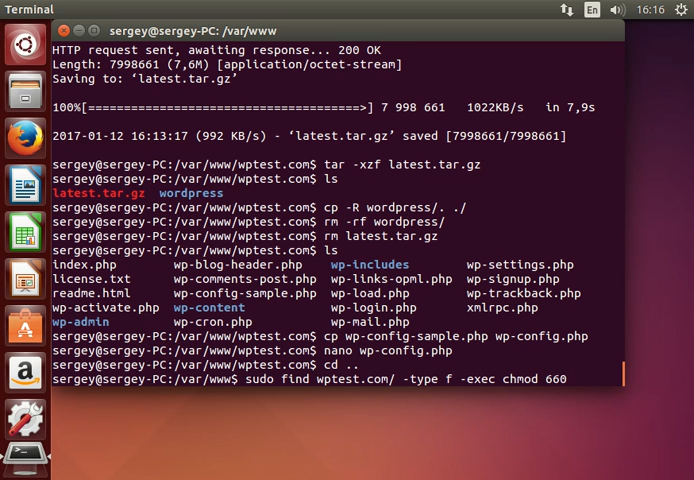 Terminal En 16:16
sergey@sergey-PC: /var/www
HTTP request sent, awaiting response... 200 OK
Length: 7998661 (7,6M) [application/octet-stream]
Saving to: ‘latest.tar.gz’
100%[======================================>] 7 998 661 1022KB/s in 7,9s
2017-01-12 16:13:17 (992 KB/s) - ‘latest.tar.gz’ saved [7998661/7998661]
sergey@sergey-PC:/var/www/wptest.com$ tar -xzf latest.tar.gz
sergey@sergey-PC:/var/www/wptest.com$ ls
latest.tar.gz wordpress
sergey@sergey-PC:/var/www/wptest.com$ cp -R wordpress/. ./
sergey@sergey-PC:/var/www/wptest.com$ rm -rf wordpress/
sergey@sergey-PC:/var/www/wptest.com$ rm latest.tar.gz
sergey@sergey-PC:/var/www/wptest.com$ ls
index.php wp-blog-header.php wp-includes wp-settings.php
license.txt wp-comments-post.php wp-links-opml.php wp-signup.php
readme.html wp-config-sample.php wp-load.php wp-trackback.php
wp-activate.php wp-content wp-login.php xmlrpc.php
wp-admin wp-cron.php wp-mail.php
sergey@sergey-PC:/var/www/wptest.com$ cp wp-config-sample.php wp-config.php
sergey@sergey-PC:/var/www/wptest.com$ nano wp-config.php
sergey@sergey-PC:/var/www/wptest.com$ cd ..
sergey@sergey-PC:/var/www$ sudo find wptest.com/ -type f -exec chmod 660